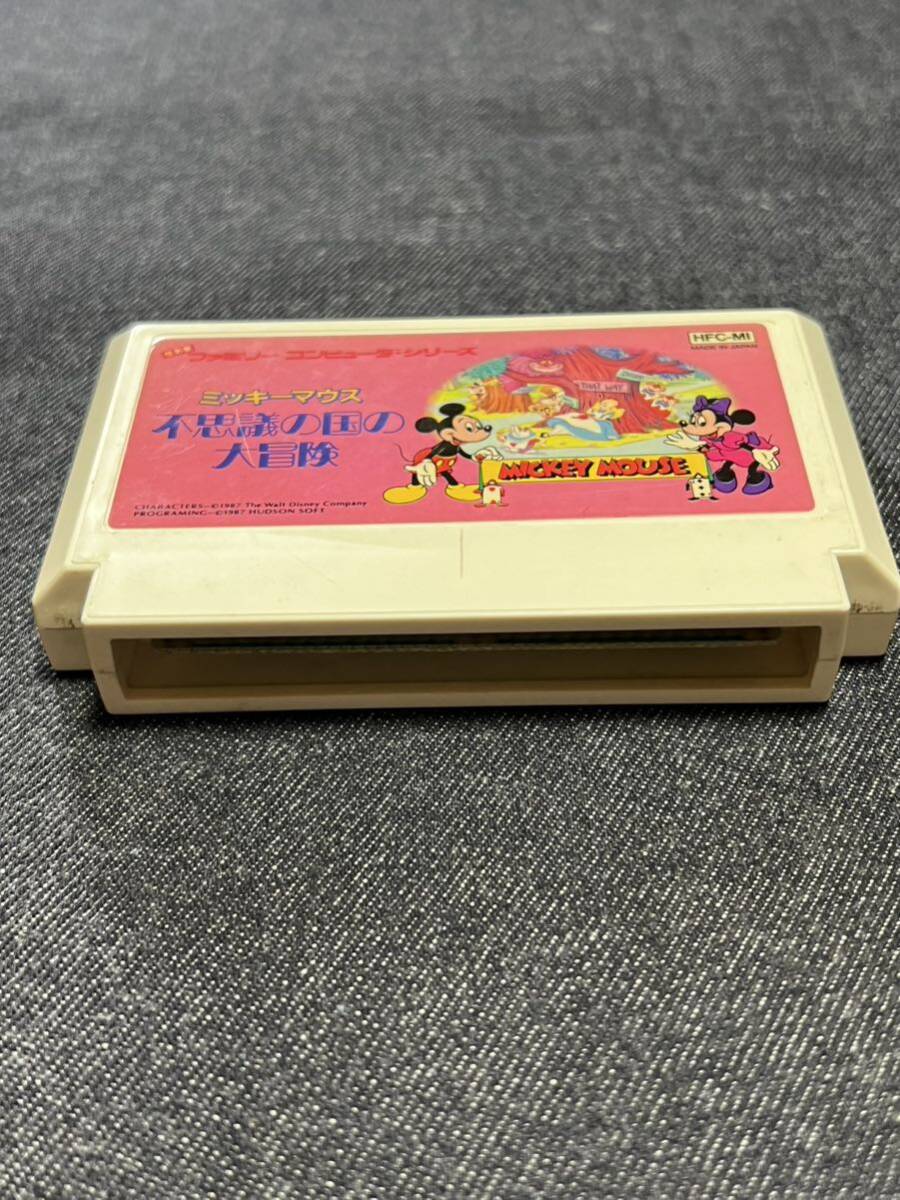 ファミリー コンピュータ・シリーズ
HFC-MI
MADE IN JAPAN
ミッキーマウス
不思議の国の
大冒険
THAT WAY
MICKEY MOUSE
CHARACTERS—©1987 The Walt Disney Company
PROGRAMING—©1987 HUDSON SOFT